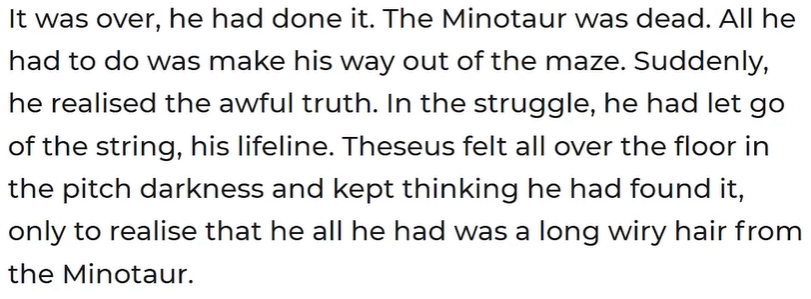 It was over, he had done it. The Minotaur was dead. All he
had to do was make his way out of the maze. Suddenly,
he realised the awful truth. In the struggle, he had let go
of the string, his lifeline. Theseus felt all over the floor in
the pitch darkness and kept thinking he had found it,
only to realise that he all he had was a long wiry hair from
the Minotaur.